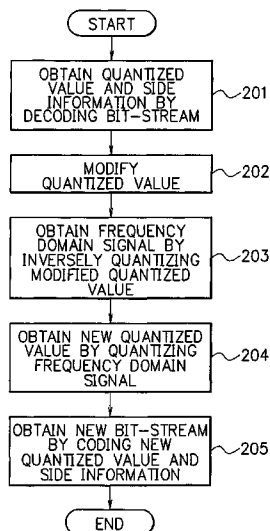 START
OBTAIN QUANTIZED
VALUE AND SIDE
INFORMATION BY
DECODING BIT-STREAM
201
MODIFY
QUANTIZED VALUE
202
OBTAIN FREQUENCY
DOMAIN SIGNAL BY
INVERSELY QUANTIZING
MODIFIED QUANTIZED
VALUE
203
OBTAIN NEW QUANTIZED
VALUE BY QUANTIZING
FREQUENCY DOMAIN
SIGNAL
204
OBTAIN NEW BIT-STREAM
BY CODING NEW
QUANTIZED VALUE AND
SIDE INFORMATION
205
END